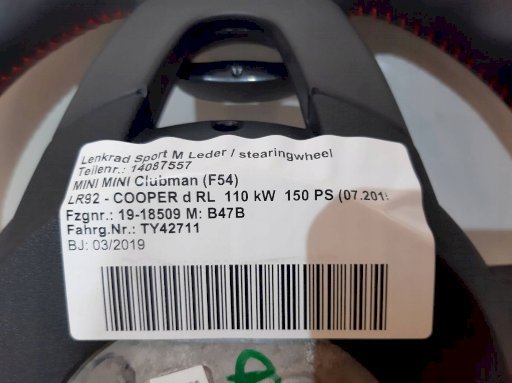 Lenkrad Sport M Leder / stearingwheel
Teilenr.: 14087557
MINI MINI Clubman (F54)
LR92 - COOPER d RL 110 kW 150 PS (07.201
Fzgnr.: 19-18509 M: B47B
Fahrg.Nr.: TY42711
BJ: 03/2019